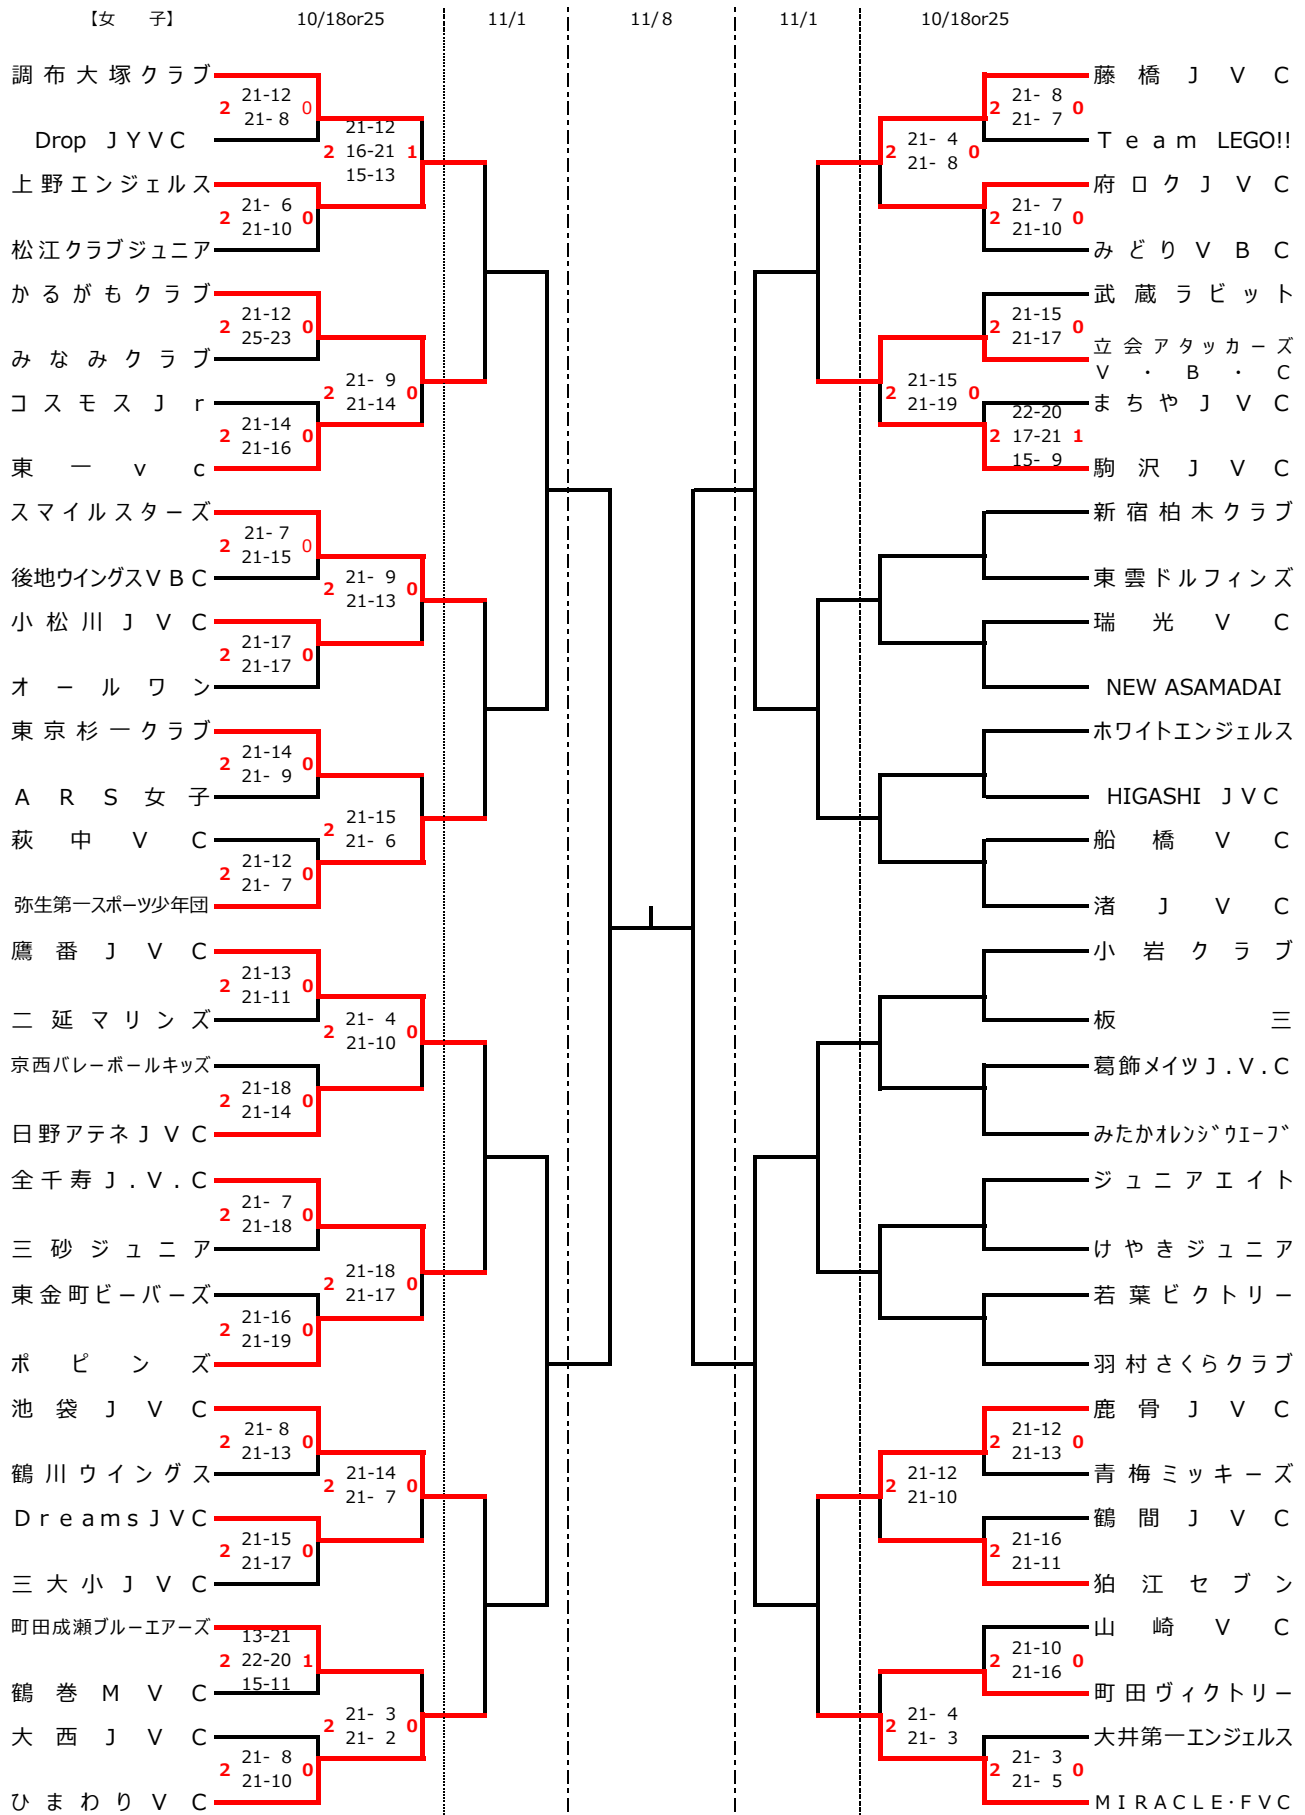 【女 子】 10/18or25 11/1 11/8 11/1 10/18or25
調布大塚クラブ
2 21-12 0
21- 8
Drop JYVC
2 21-12 1
16-21
15-13
上野エンジェルス
2 21- 6 0
21-10
松江クラブジュニア
かるがもクラブ
2 21-12 0
25-23
みなみクラブ
2 21- 9 0
21-14
コスモスJr
2 21-14 0
21-16
東一vc
スマイルスターズ
2 21- 7 0
21-15
後地ウイングスVBC
2 21- 9 0
21-13
小松川JVC
2 21-17 0
21-17
オールワン
東京杉一クラブ
2 21-14 0
21- 9
ARS女子
2 21-15
21- 6
萩中VC
2 21-12 0
21- 7
弥生第一スポーツ少年団
鷹番JVC
2 21-13 0
21-11
二延マリンズ
2 21- 4 0
21-10
京西バレーボールキッズ
2 21-18 0
21-14
日野アテネJVC
全千寿J.V.C
2 21- 7 0
21-18
三砂ジュニア
2 21-18 0
21-17
東金町ビーバーズ
2 21-16 0
21-19
ポピンズ
池袋JVC
2 21- 8 0
21-13
鶴川ウイングス
2 21-14 0
21- 7
DreamsJVC
2 21-15 0
21-17
三大小JVC
町田成瀬ブルーエアーズ
2 13-21 1
22-20
15-11
鶴巻MVC
2 21- 3 0
21- 2
大西JVC
2 21- 8 0
21-10
ひまわりVC
藤橋JVC
2 21- 8 0
21- 7
Team LEGO!!
2 21- 4 0
21- 8
府ロクJVC
2 21- 7 0
21-10
みどりVBC
武蔵ラビット
2 21-15 0
21-17
立会アタッカーズ
V・B・C
2 21-15 0
21-19
まちやJVC
2 22-20 1
17-21
15- 9
駒沢JVC
新宿柏木クラブ
東雲ドルフィンズ
瑞光VC
NEW ASAMADAI
ホワイトエンジェルス
HIGASHI JVC
船橋VC
渚JVC
小岩クラブ
板三
葛飾メイツJ.V.C
みたかオレンジウエーブ
ジュニアエイト
けやきジュニア
若葉ビクトリー
羽村さくらクラブ
鹿骨JVC
2 21-12 0
21-13
青梅ミッキーズ
2 21-12
21-10
鶴間JVC
2 21-16
21-11
狛江セブン
山崎VC
2 21-10 0
21-16
町田ヴィクトリー
2 21- 4
21- 3
大井第一エンジェルス
2 21- 3 0
21- 5
MIRACLE・FVC